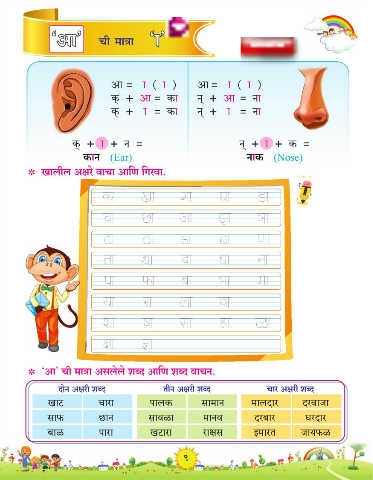 'आ' ची मात्रा 'ा'
आ = ा ( ा )
क् + आ = का
क् + ा = का
आ = ा ( ा )
न् + आ = ना
न् + ा = ना
क् + ा + न =
कान (Ear)
न् + ा + क =
नाक (Nose)
* खालील अक्षरे वाचा आणि गिरवा.
का खा गा घा ङा
चा छा जा झा ञा
टा ठा डा ढा णा
ता था दा धा ना
पा फा बा भा मा
या रा ला वा
शा षा सा हा ळा
क्षा ज्ञा
* 'आ' ची मात्रा असलेले शब्द आणि शब्द वाचन.
दोन अक्षरी शब्द तीन अक्षरी शब्द चार अक्षरी शब्द
खाट चारा पालक सामान मालदार दरवाजा
साफ छान सावळा मानव दरबार घरदार
बाळ पारा खटारा राक्षस इमारत जायफळ
९